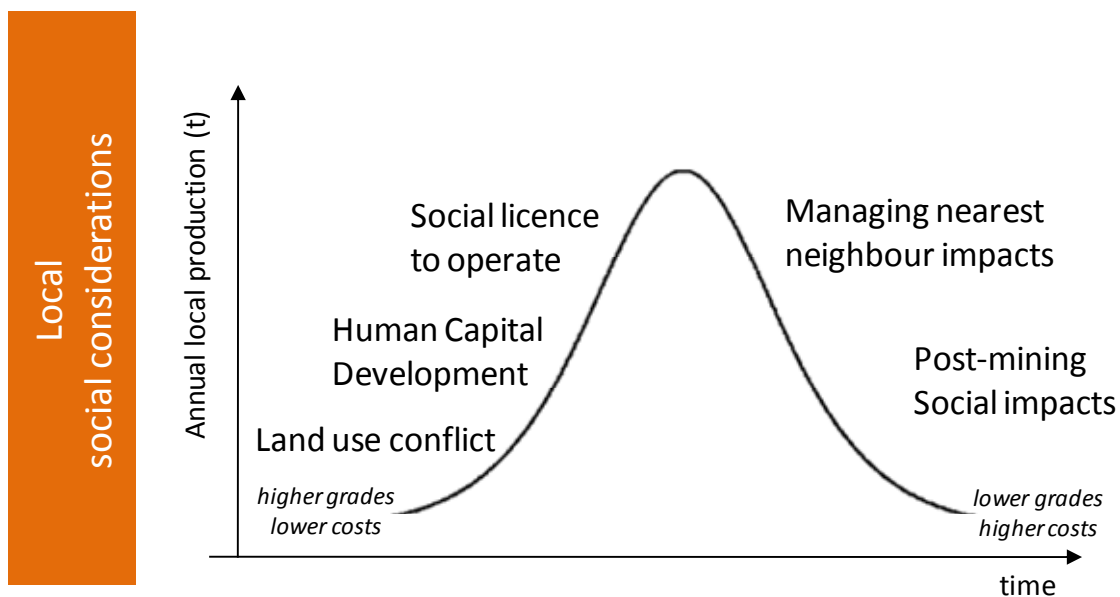 Local
social considerations
Annual local production (t)
Social licence
to operate
Managing nearest
neighbour impacts
Human Capital
Development
Post-mining
Social impacts
Land use conflict
higher grades
lower costs
lower grades
higher costs
time